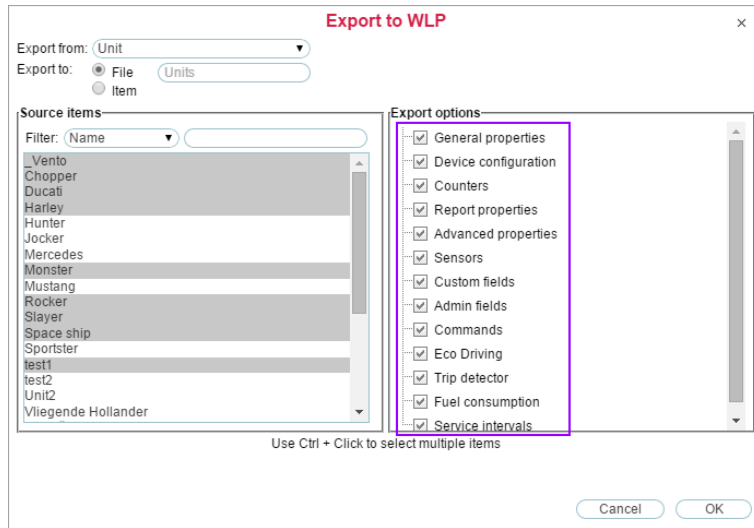 Export to WLP
×
Export from: Unit
Export to: File Units
Item
Source items
Filter: Name
_Vento
Chopper
Ducati
Harley
Hunter
Jocker
Mercedes
Monster
Mustang
Rocker
Slayer
Space ship
Sportster
test1
test2
Unit2
Vliegende Hollander
Export options
General properties
Device configuration
Counters
Report properties
Advanced properties
Sensors
Custom fields
Admin fields
Commands
Eco Driving
Trip detector
Fuel consumption
Service intervals
Use Ctrl + Click to select multiple items
Cancel OK